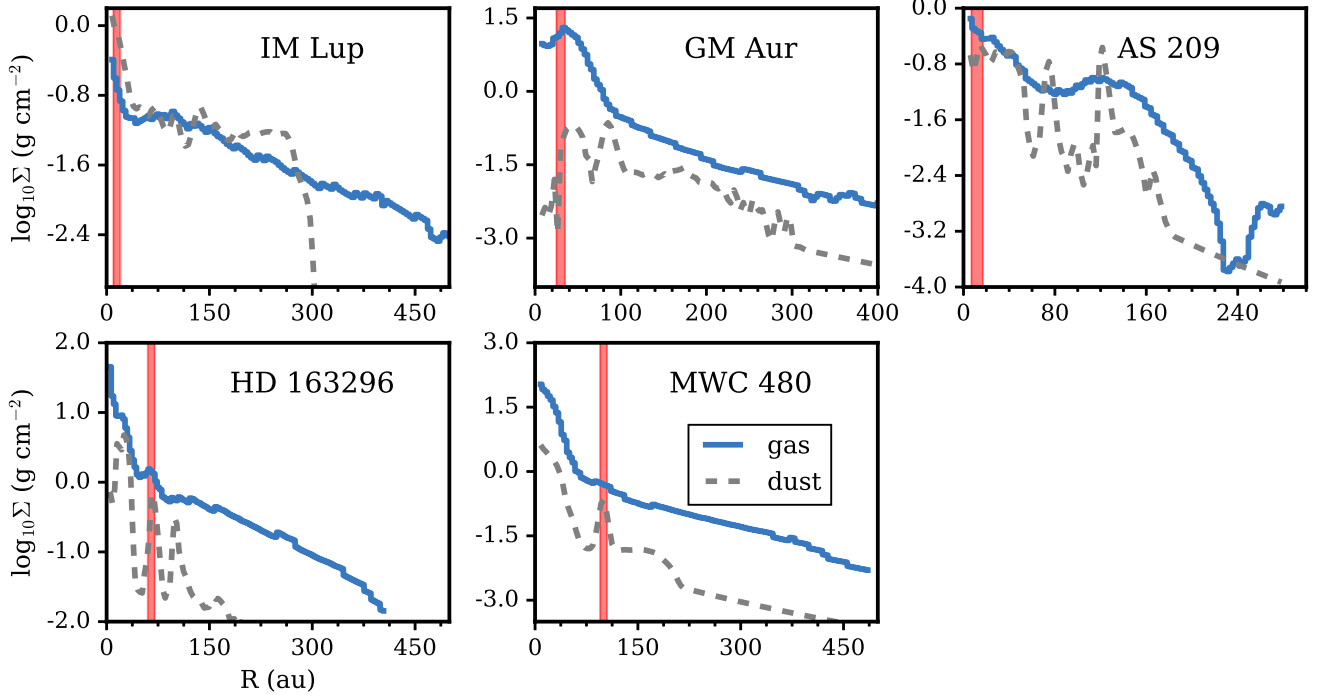 IM Lup
log₁₀Σ (g cm⁻²)
0.0
-0.8
-1.6
-2.4
0 150 300 450
GM Aur
1.5
0.0
-1.5
-3.0
0 100 200 300 400
AS 209
0.0
-0.8
-1.6
-2.4
-3.2
-4.0
0 80 160 240
HD 163296
log₁₀Σ (g cm⁻²)
2.0
1.0
0.0
-1.0
-2.0
0 150 300 450
R (au)
MWC 480
3.0
1.5
0.0
-1.5
-3.0
gas
dust
0 150 300 450